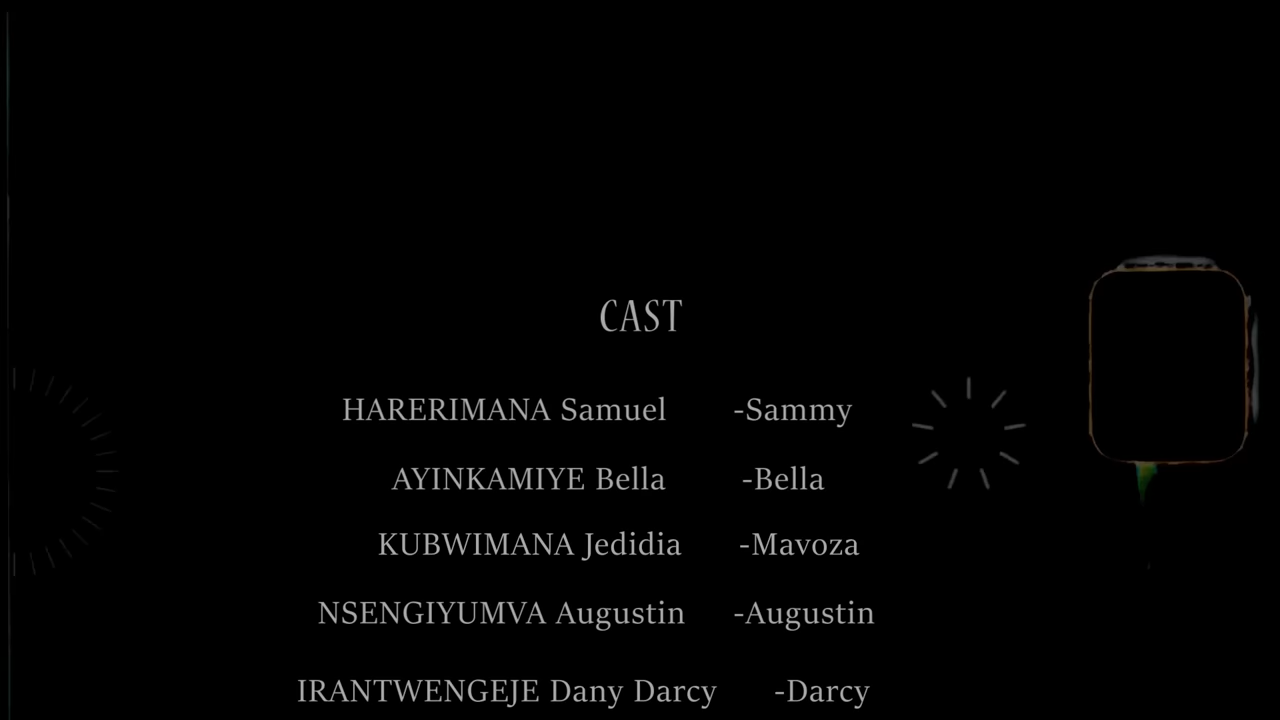 CAST
HARERIMANA Samuel -Sammy
AYINKAMIYE Bella -Bella
KUBWIMANA Jedidia -Mavoza
NSENGIYUMVA Augustin -Augustin
IRANTWENGEJE Dany Darcy -Darcy